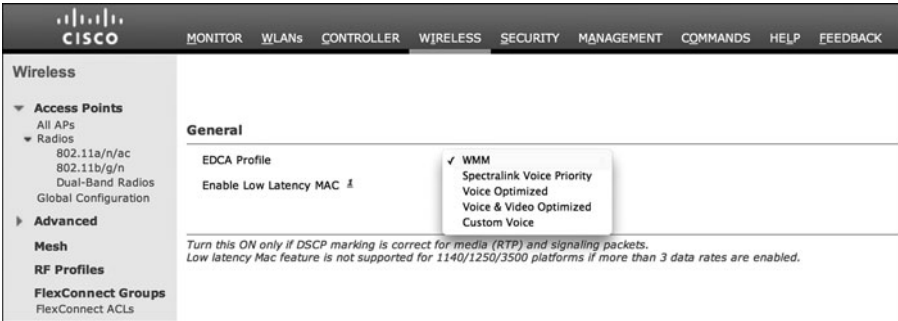 CISCO
MONITOR WLANs CONTROLLER WIRELESS SECURITY MANAGEMENT COMMANDS HELP FEEDBACK
Wireless
Access Points
All APs
Radios
802.11a/n/ac
802.11b/g/n
Dual-Band Radios
Global Configuration
Advanced
Mesh
RF Profiles
FlexConnect Groups
FlexConnect ACLs
General
EDCA Profile
✓ WMM
Spectralink Voice Priority
Voice Optimized
Voice & Video Optimized
Custom Voice
Enable Low Latency MAC 1
Turn this ON only if DSCP marking is correct for media (RTP) and signaling packets.
Low latency Mac feature is not supported for 1140/1250/3500 platforms if more than 3 data rates are enabled.